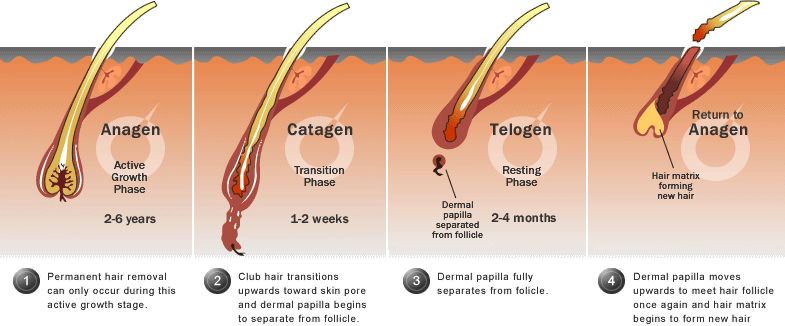 Anagen
Active
Growth
Phase
2-6 years
Catagen
Transition
Phase
1-2 weeks
Telogen
Resting
Phase
Dermal
papilla
separated
from follicle
2-4 months
Return to
Anagen
Hair matrix
forming
new hair
1
Permanent hair removal
can only occur during this
active growth stage.
2
Club hair transitions
upwards toward skin pore
and dermal papilla begins
to separate from follicle.
3
Dermal papilla fully
separates from folicle.
4
Dermal papilla moves
upwards to meet hair follicle
once again and hair matrix
begins to form new hair